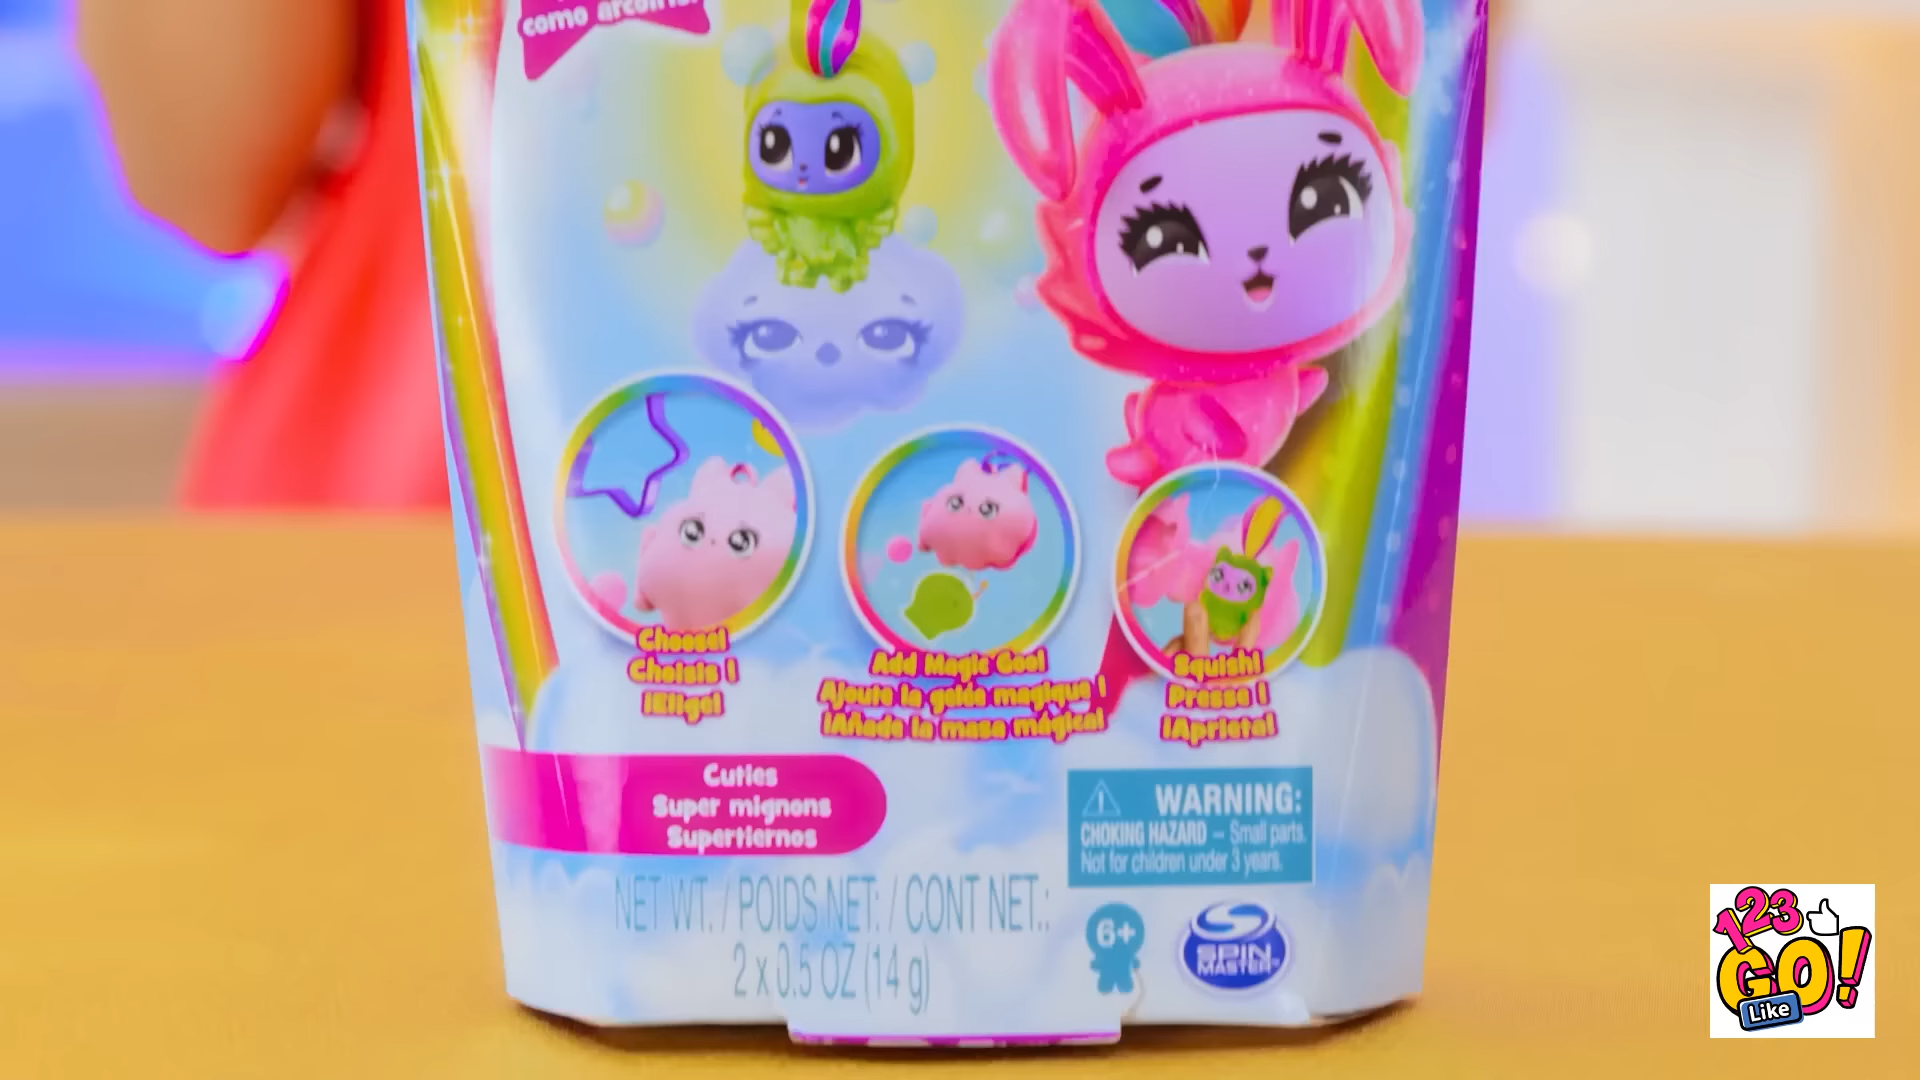 como arcoíris!
Choose!
Choisis !
¡Elige!
Add Magic Goo!
Ajoute la gelée magique !
¡Añade la masa mágica!
Squish!
Presse !
¡Aprieta!
Cuties
Super mignons
Supertiernos
WARNING:
CHOKING HAZARD – Small parts.
Not for children under 3 years.
NET WT. / POIDS NET: / CONT NET.:
2 x 0.5 OZ (14 g)
6+
SPIN
MASTER™
123
GO!
Like